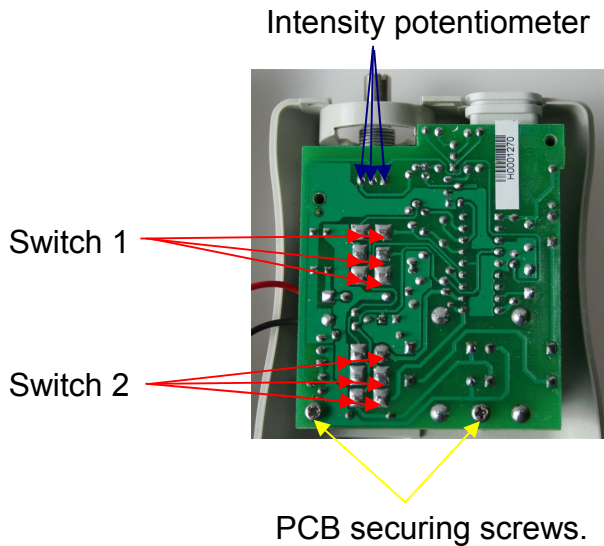 Intensity potentiometer
H0001270
Switch 1
Switch 2
PCB securing screws.